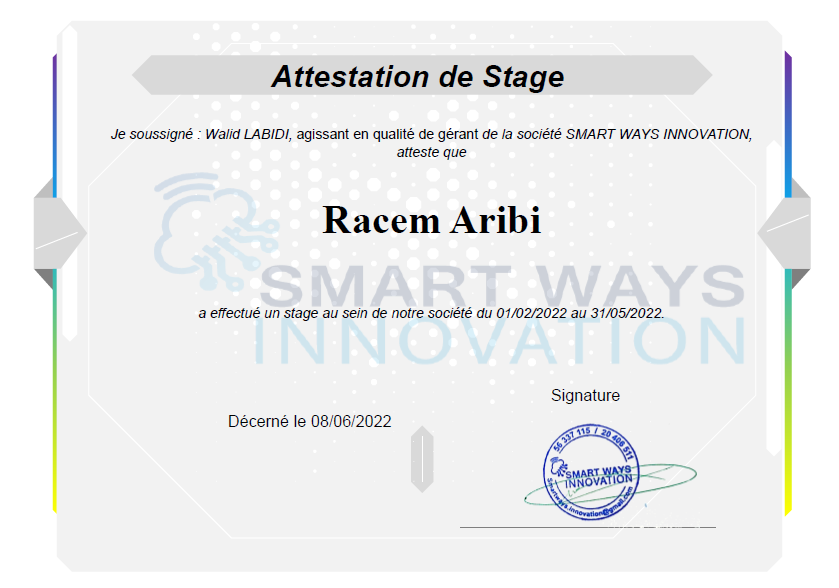 Attestation de Stage
Je soussigné : Walid LABIDI, agissant en qualité de gérant de la société SMART WAYS INNOVATION,
atteste que
Racem Aribi
SMART WAYS
a effectué un stage au sein de notre société du 01/02/2022 au 31/05/2022.
INNOVATION
Signature
Décerné le 08/06/2022
56 337 115 / 20 406 511
SMART WAYS
INNOVATION
Smartways.innovation@gmail.com